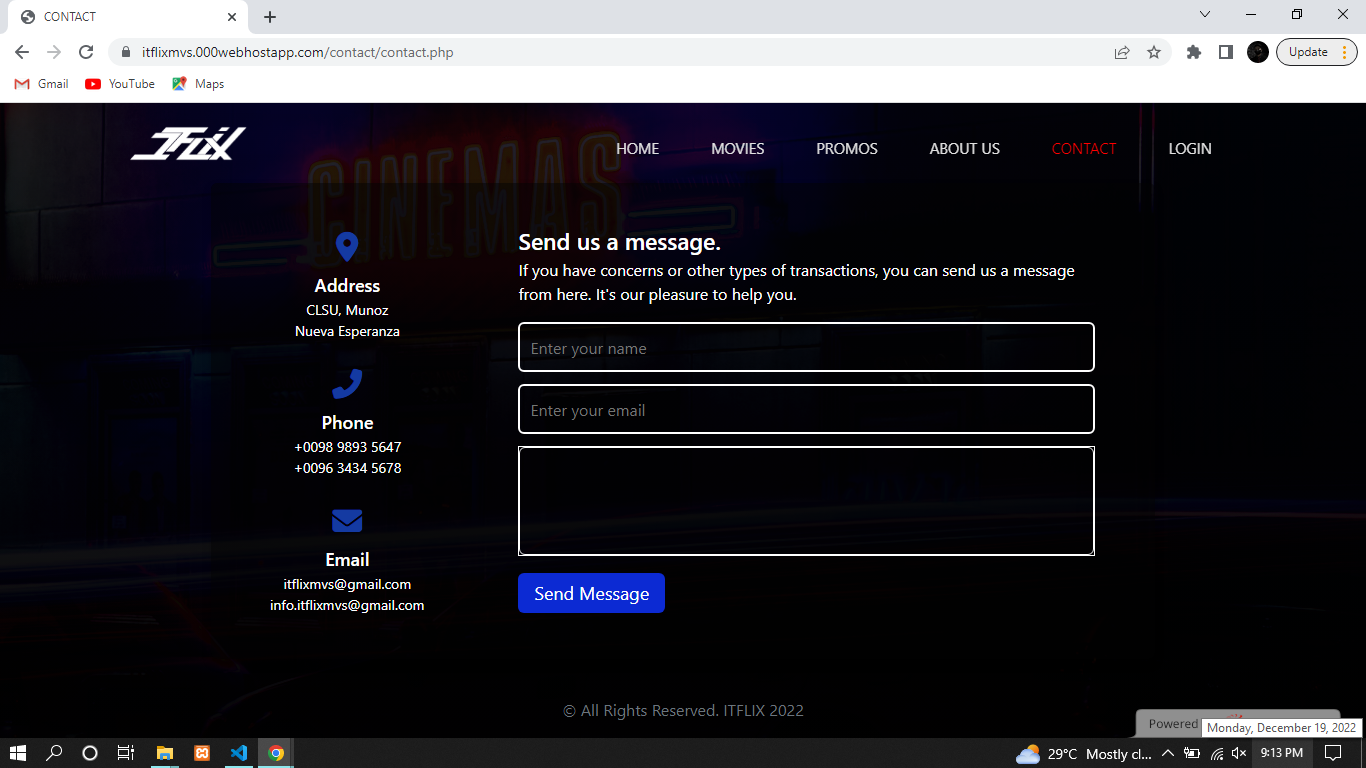 CONTACT
itflixmvs.000webhostapp.com/contact/contact.php
Update
Gmail
YouTube
Maps
ITFLIX
CINEMAS
HOME
MOVIES
PROMOS
ABOUT US
CONTACT
LOGIN
Address
CLSU, Munoz
Nueva Esperanza
Phone
+0098 9893 5647
+0096 3434 5678
Email
itflixmvs@gmail.com
info.itflixmvs@gmail.com
Send us a message.
If you have concerns or other types of transactions, you can send us a message
from here. It's our pleasure to help you.
Enter your name
Enter your email
Send Message
© All Rights Reserved. ITFLIX 2022
Powered
Monday, December 19, 2022
29°C Mostly cl...
9:13 PM